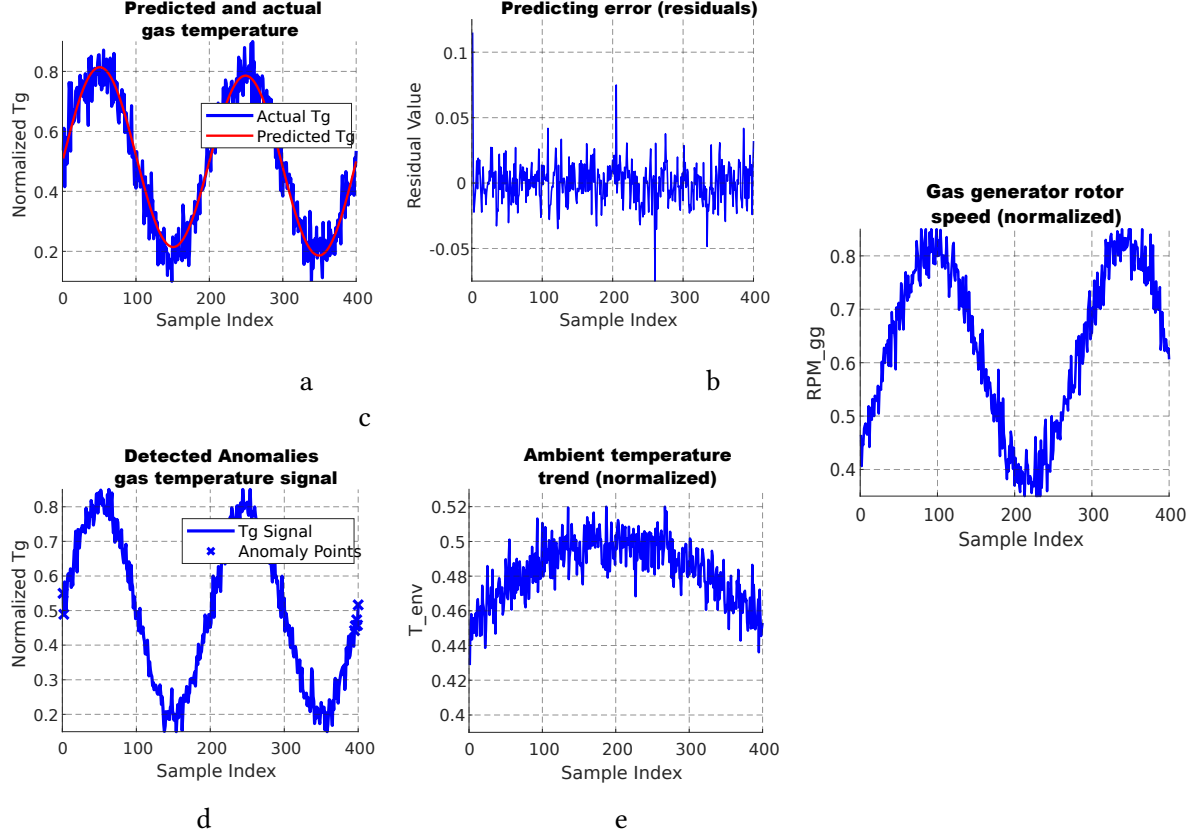 Predicted and actual
gas temperature
0.8
0.6
0.4
0.2
Normalized Tg
Actual Tg
Predicted Tg
0 100 200 300 400
Sample Index
a
Predicting error (residuals)
0.1
0.05
0
-0.05
Residual Value
0 100 200 300 400
Sample Index
b
c
Gas generator rotor
speed (normalized)
0.8
0.7
0.6
0.5
0.4
RPM_gg
0 100 200 300 400
Sample Index
Detected Anomalies
gas temperature signal
0.8
0.7
0.6
0.5
0.4
0.3
0.2
Normalized Tg
Tg Signal
Anomaly Points
0 100 200 300 400
Sample Index
d
Ambient temperature
trend (normalized)
0.52
0.5
0.48
0.46
0.44
0.42
0.4
T_env
0 100 200 300 400
Sample Index
e